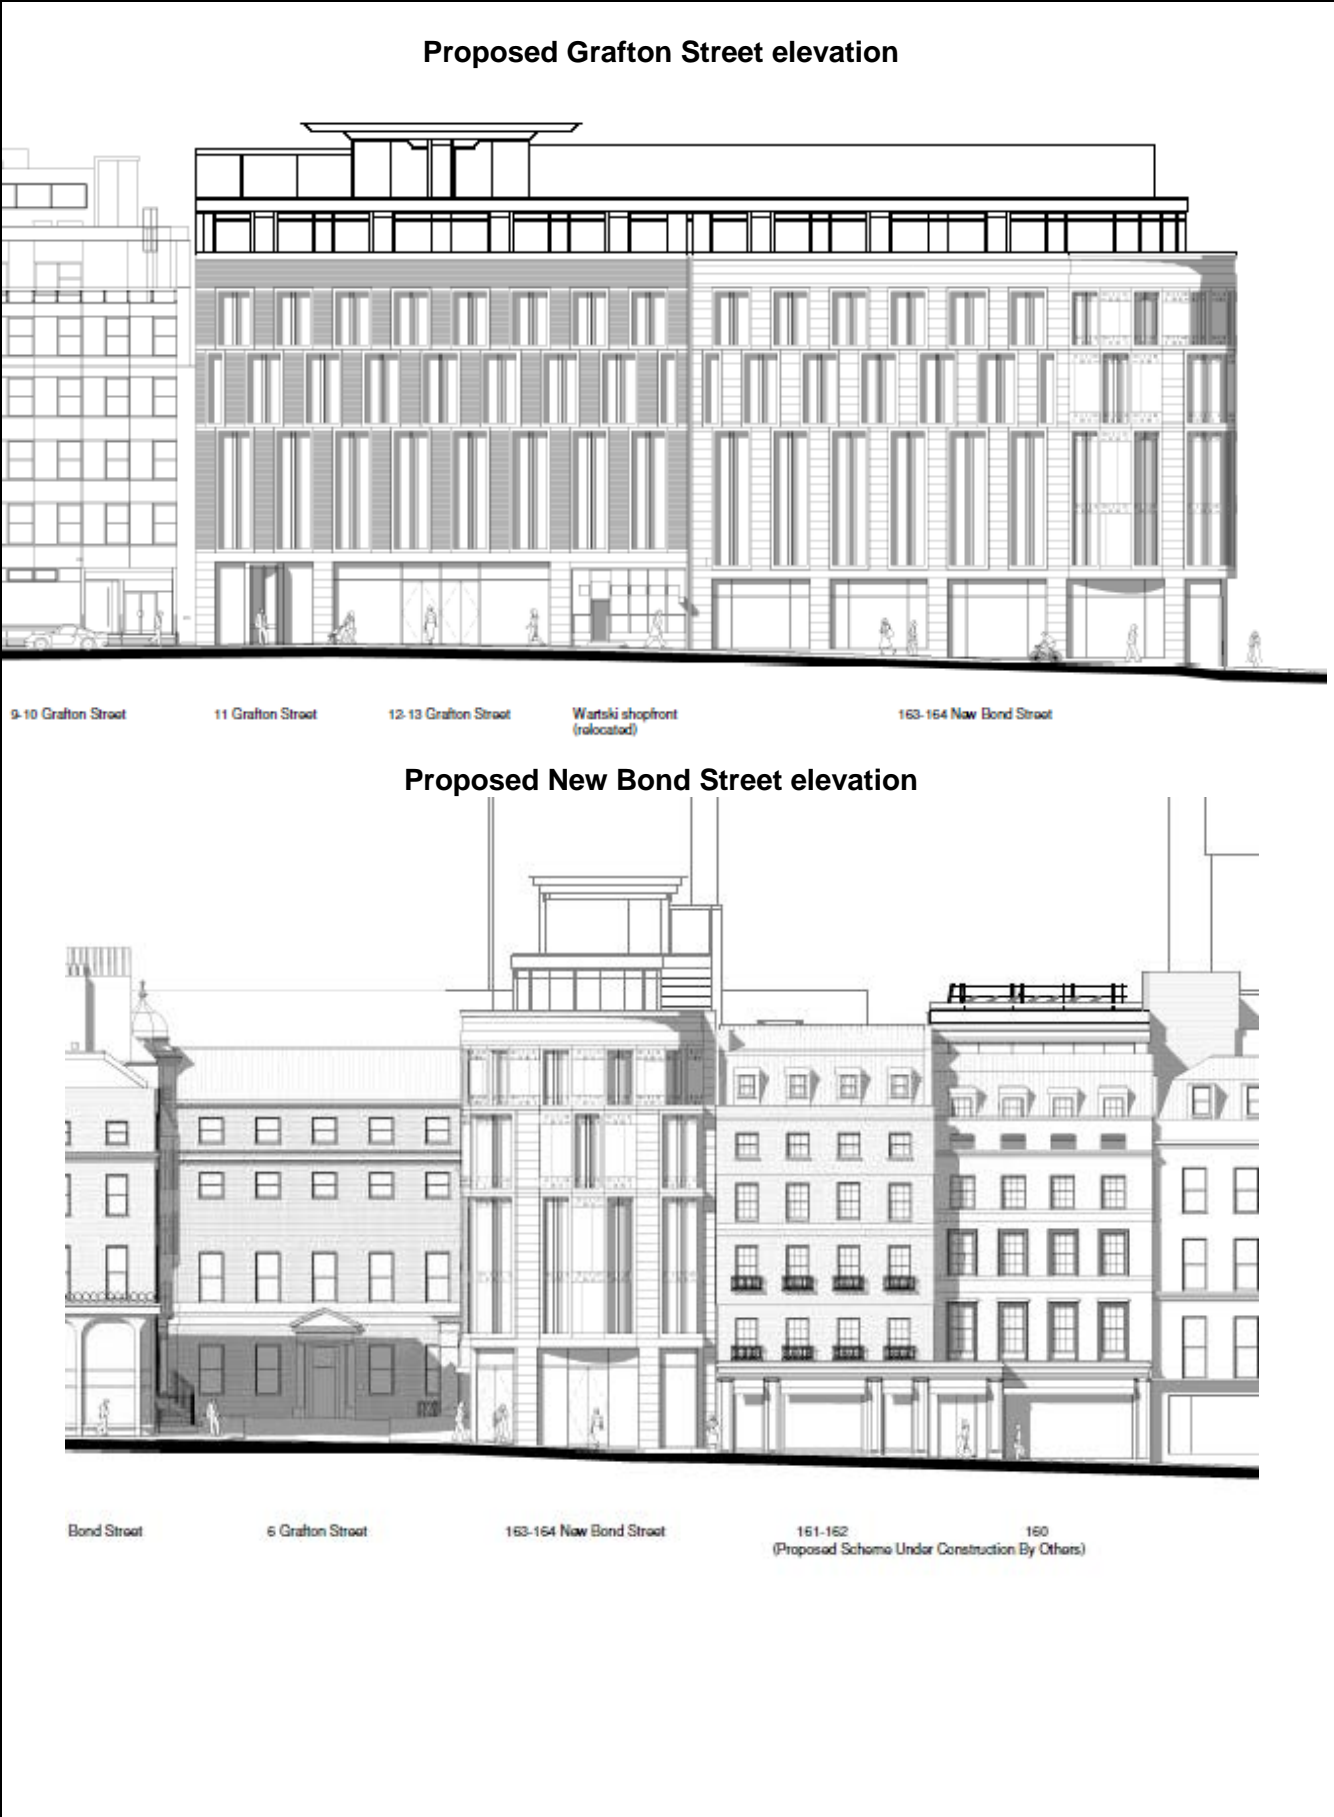 Proposed Grafton Street elevation
9-10 Grafton Street
11 Grafton Street
12-13 Grafton Street
Wartski shopfront
(relocated)
163-164 New Bond Street
Proposed New Bond Street elevation
Bond Street
6 Grafton Street
163-164 New Bond Street
161-162
160
(Proposed Scheme Under Construction By Others)